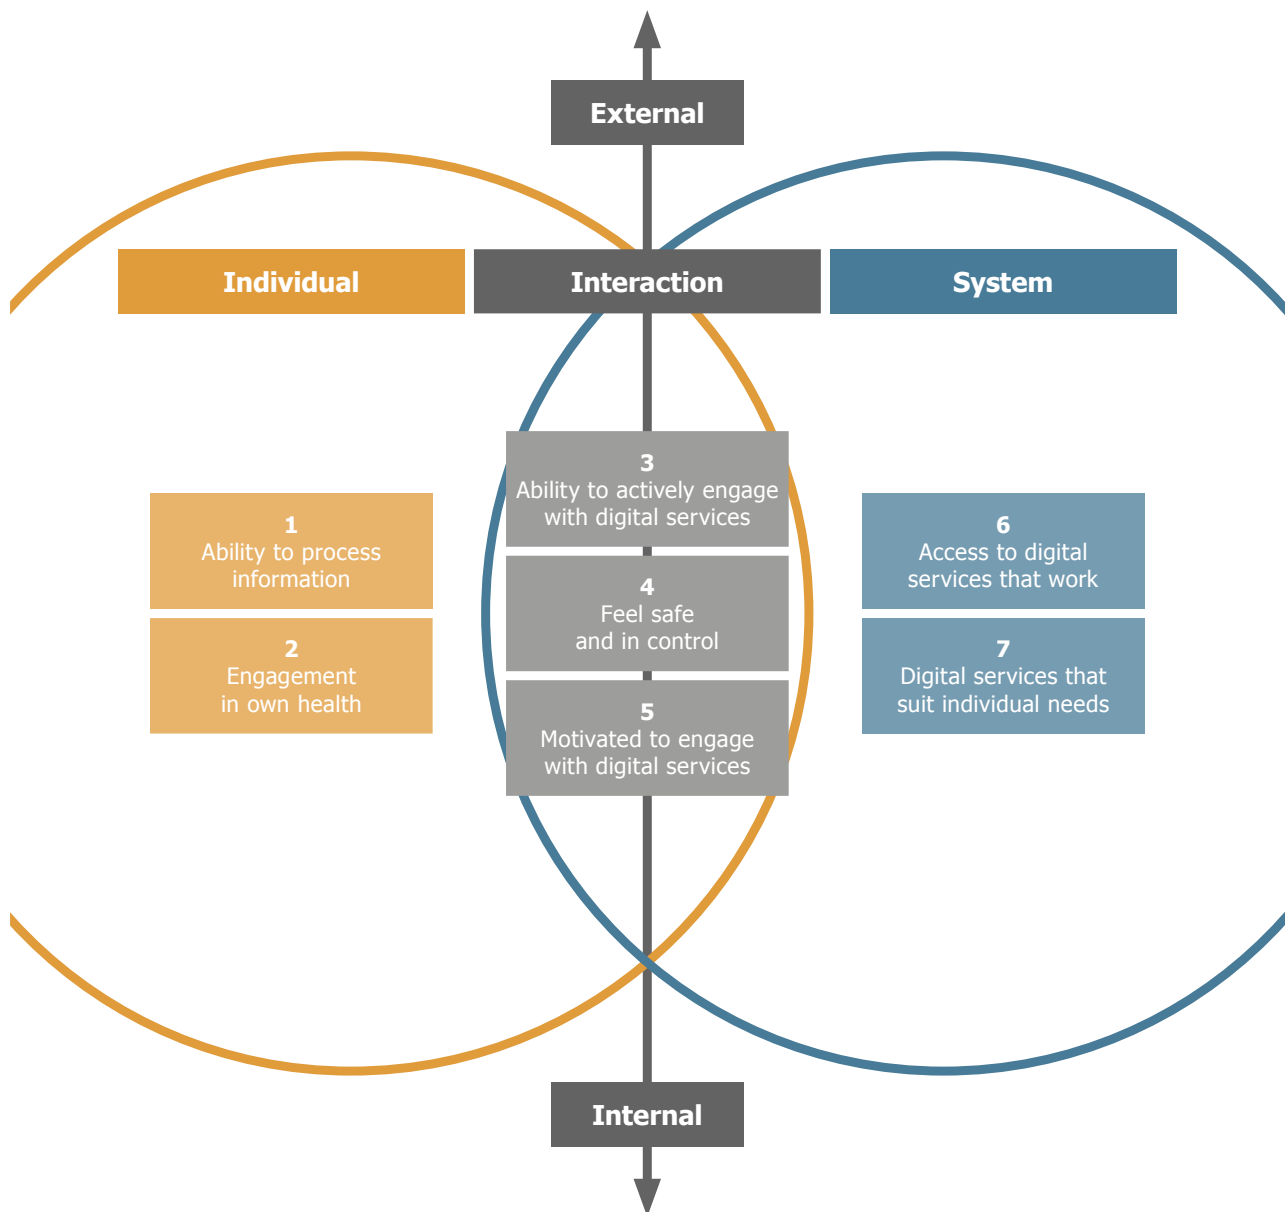 External
Individual
Interaction
System
1
Ability to process
information
2
Engagement
in own health
3
Ability to actively engage
with digital services
4
Feel safe
and in control
5
Motivated to engage
with digital services
6
Access to digital
services that work
7
Digital services that
suit individual needs
Internal